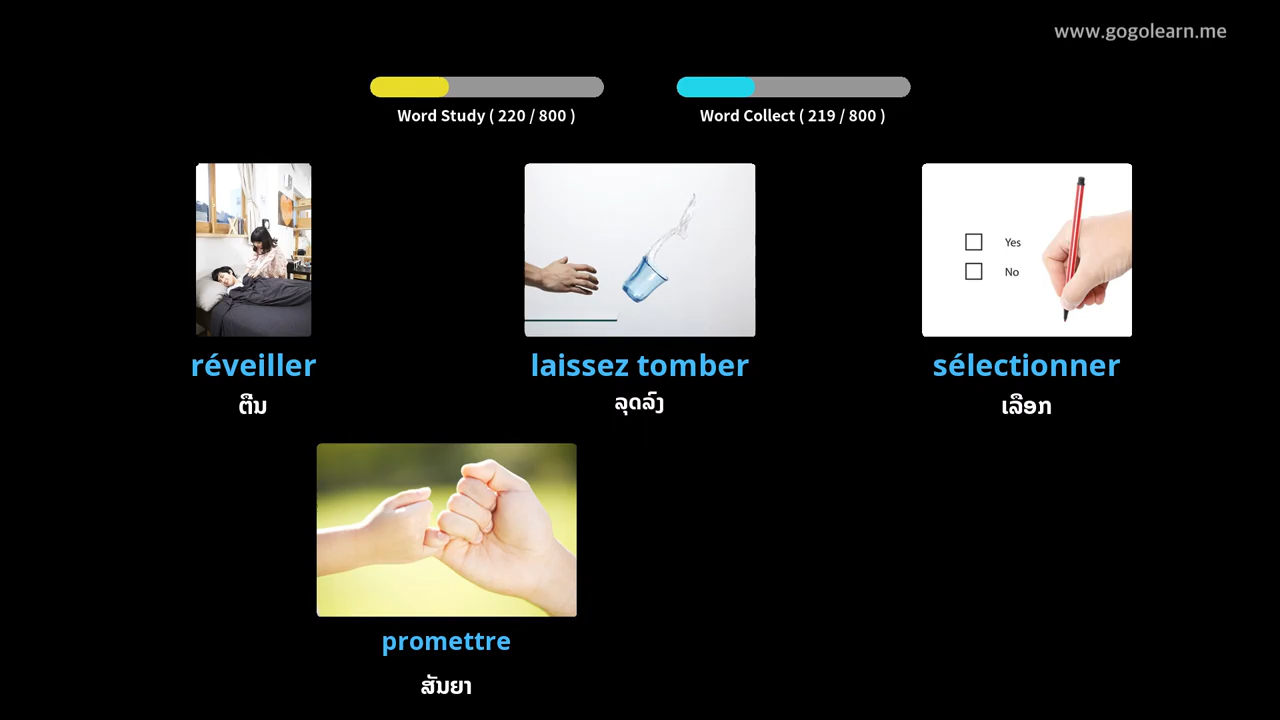 www.gogolearn.me
Word Study ( 220 / 800 )
Word Collect ( 219 / 800 )
Yes
No
réveiller
laissez tomber
sélectionner
ຕື່ນ
ລຸດລົງ
ເລືອກ
promettre
ສັນຍາ